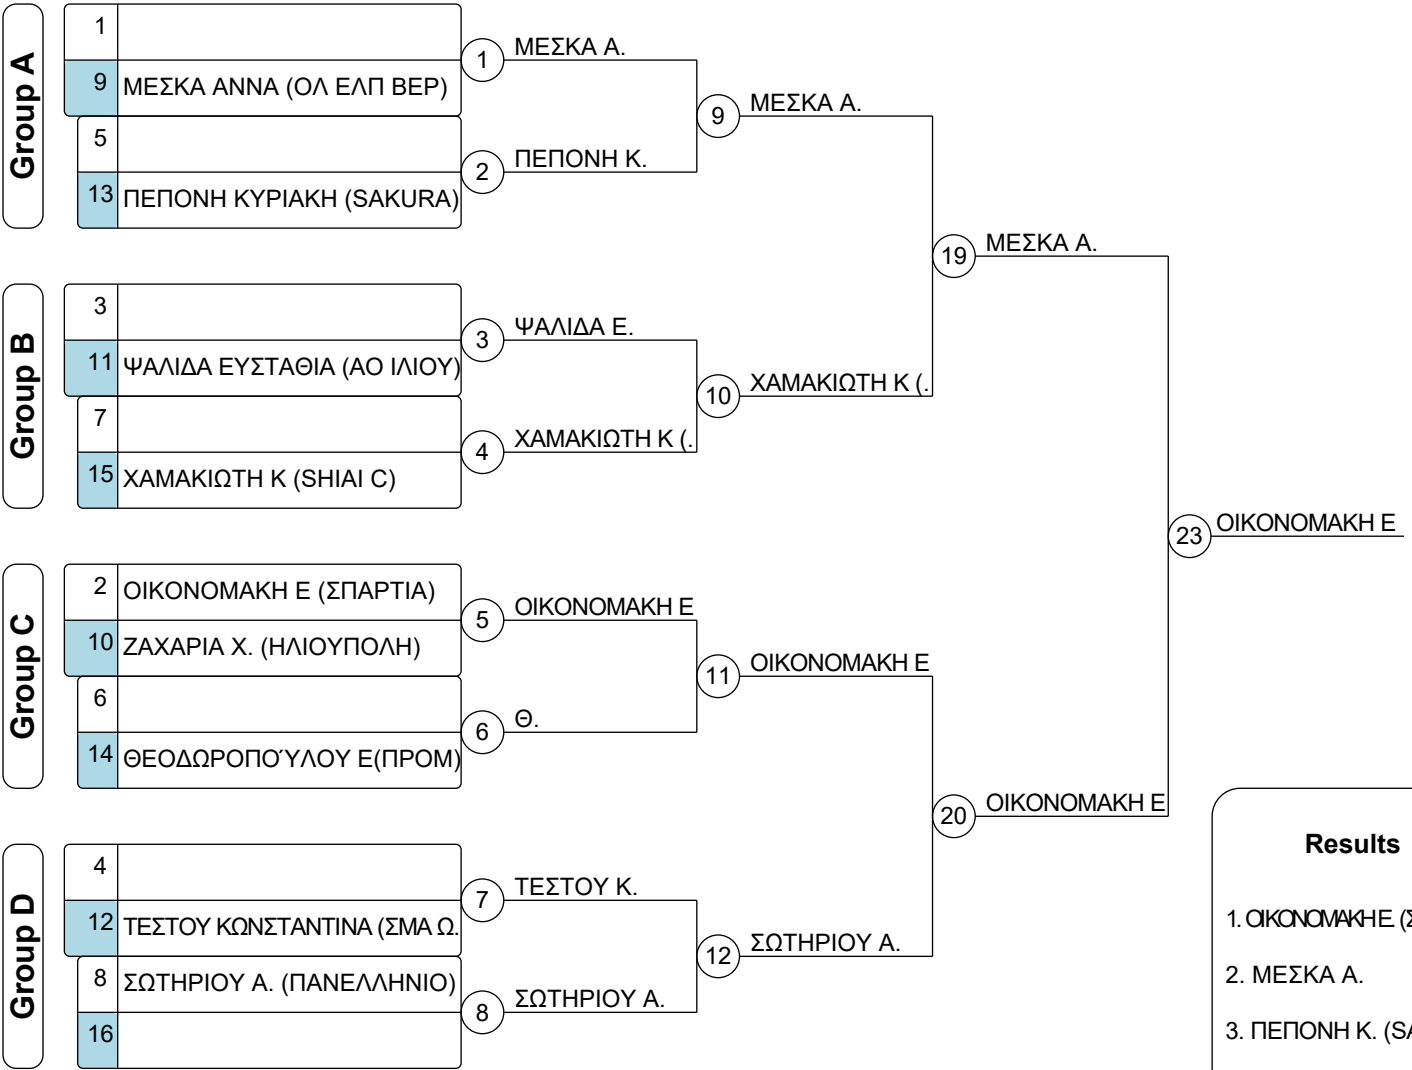 Group A
1
9 ΜΕΣΚΑ ΑΝΝΑ (ΟΛ ΕΛΠ ΒΕΡ)
5
13 ΠΕΠΟΝΗ ΚΥΡΙΑΚΗ (SAKURA)
1 ΜΕΣΚΑ Α.
2 ΠΕΠΟΝΗ Κ.
9 ΜΕΣΚΑ Α.
Group B
3
11 ΨΑΛΙΔΑ ΕΥΣΤΑΘΙΑ (ΑΟ ΙΛΙΟΥ)
7
15 ΧΑΜΑΚΙΩΤΗ Κ (SHIAI C)
3 ΨΑΛΙΔΑ Ε.
4 ΧΑΜΑΚΙΩΤΗ Κ (.
10 ΧΑΜΑΚΙΩΤΗ Κ (.
19 ΜΕΣΚΑ Α.
Group C
2 ΟΙΚΟΝΟΜΑΚΗ Ε (ΣΠΑΡΤΙΑ)
10 ΖΑΧΑΡΙΑ Χ. (ΗΛΙΟΥΠΟΛΗ)
6
14 ΘΕΟΔΩΡΟΠΟΎΛΟΥ Ε(ΠΡΟΜ)
5 ΟΙΚΟΝΟΜΑΚΗ Ε
6 Θ.
11 ΟΙΚΟΝΟΜΑΚΗ Ε
Group D
4
12 ΤΕΣΤΟΥ ΚΩΝΣΤΑΝΤΙΝΑ (ΣΜΑ Ω.
8 ΣΩΤΗΡΙΟΥ Α. (ΠΑΝΕΛΛΗΝΙΟ)
16
7 ΤΕΣΤΟΥ Κ.
8 ΣΩΤΗΡΙΟΥ Α.
12 ΣΩΤΗΡΙΟΥ Α.
20 ΟΙΚΟΝΟΜΑΚΗ Ε
23 ΟΙΚΟΝΟΜΑΚΗ Ε
Results
1. ΟΙΚΟΝΟΜΑΚΗ Ε. (Σ
2. ΜΕΣΚΑ Α.
3. ΠΕΠΟΝΗ Κ. (SA